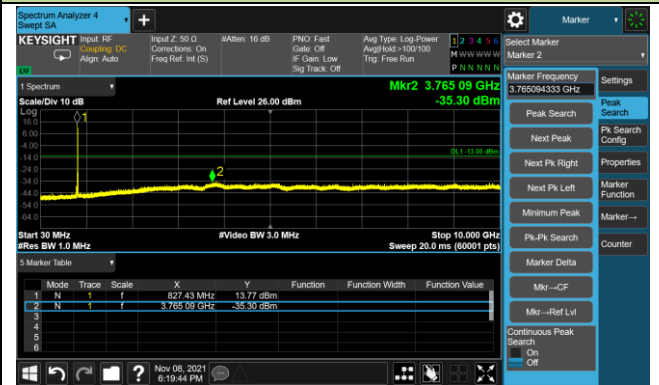 Spectrum Analyzer 4
Swept SA
Marker
KEYSIGHT
Input: RF
Coupling: DC
Align: Auto
Input Z: 50 Ω
Corrections: On
Freq Ref: Int (S)
#Atten: 16 dB
PNO: Fast
Gate: Off
IF Gain: Low
Sig Track: Off
Avg Type: Log-Power
Avg|Hold:>100/100
Trig: Free Run
1 2 3 4 5 6
M W W W W W
P N N N N N
Select Marker
Marker 2
1 Spectrum
Mkr2 3.765 09 GHz
Scale/Div 10 dB
Ref Level 26.00 dBm
-35.30 dBm
Log
16.0
6.00
-4.00
-14.0
-24.0
-34.0
-44.0
-54.0
-64.0
1
2
DL1 -13.00 dBm
Start 30 MHz
#Video BW 3.0 MHz
Stop 10.000 GHz
#Res BW 1.0 MHz
Sweep 20.0 ms (60001 pts)
5 Marker Table
Mode Trace Scale X Y Function Function Width Function Value
1 N 1 f 827.43 MHz 13.77 dBm
2 N 1 f 3.765 09 GHz -35.30 dBm
3
4
5
6
Marker Frequency
3.765094333 GHz
Peak Search
Next Peak
Next Pk Right
Next Pk Left
Minimum Peak
Pk-Pk Search
Marker Delta
Mkr→CF
Mkr→Ref Lvl
Continuous Peak
Search
On
Off
Settings
Peak
Search
Pk Search
Config
Properties
Marker
Function
Marker→
Counter
Nov 08, 2021
6:19:44 PM